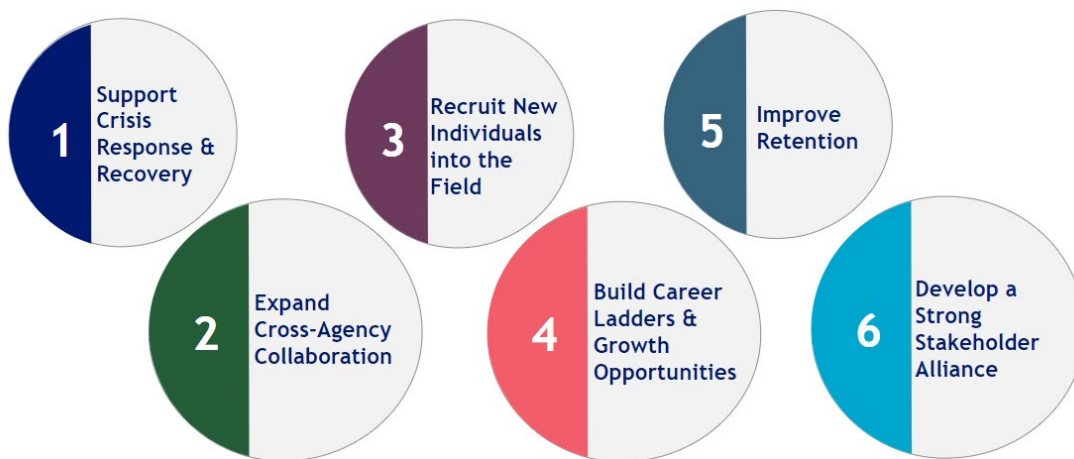 1
Support
Crisis
Response &
Recovery
2
Expand
Cross-Agency
Collaboration
3
Recruit New
Individuals
into the
Field
4
Build Career
Ladders &
Growth
Opportunities
5
Improve
Retention
6
Develop a
Strong
Stakeholder
Alliance